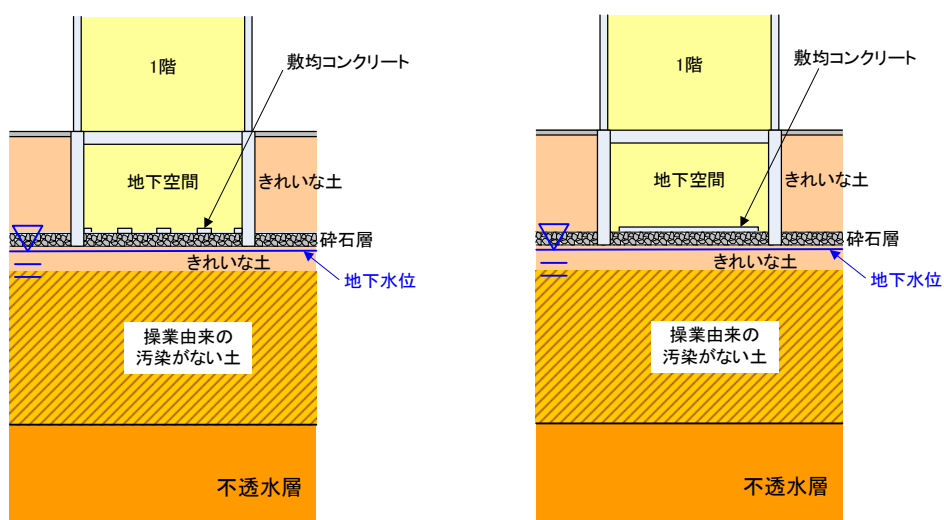 1階
敷均コンクリート
地下空間
きれいな土
砕石層
きれいな土
地下水位
操業由来の
汚染がない土
不透水層
1階
敷均コンクリート
地下空間
きれいな土
砕石層
きれいな土
地下水位
操業由来の
汚染がない土
不透水層